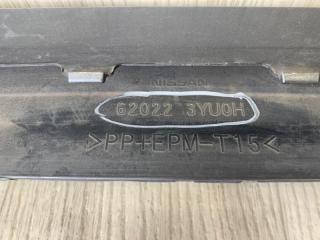 NISSAN
62022 3YU0H
>PP+EPM-T15<